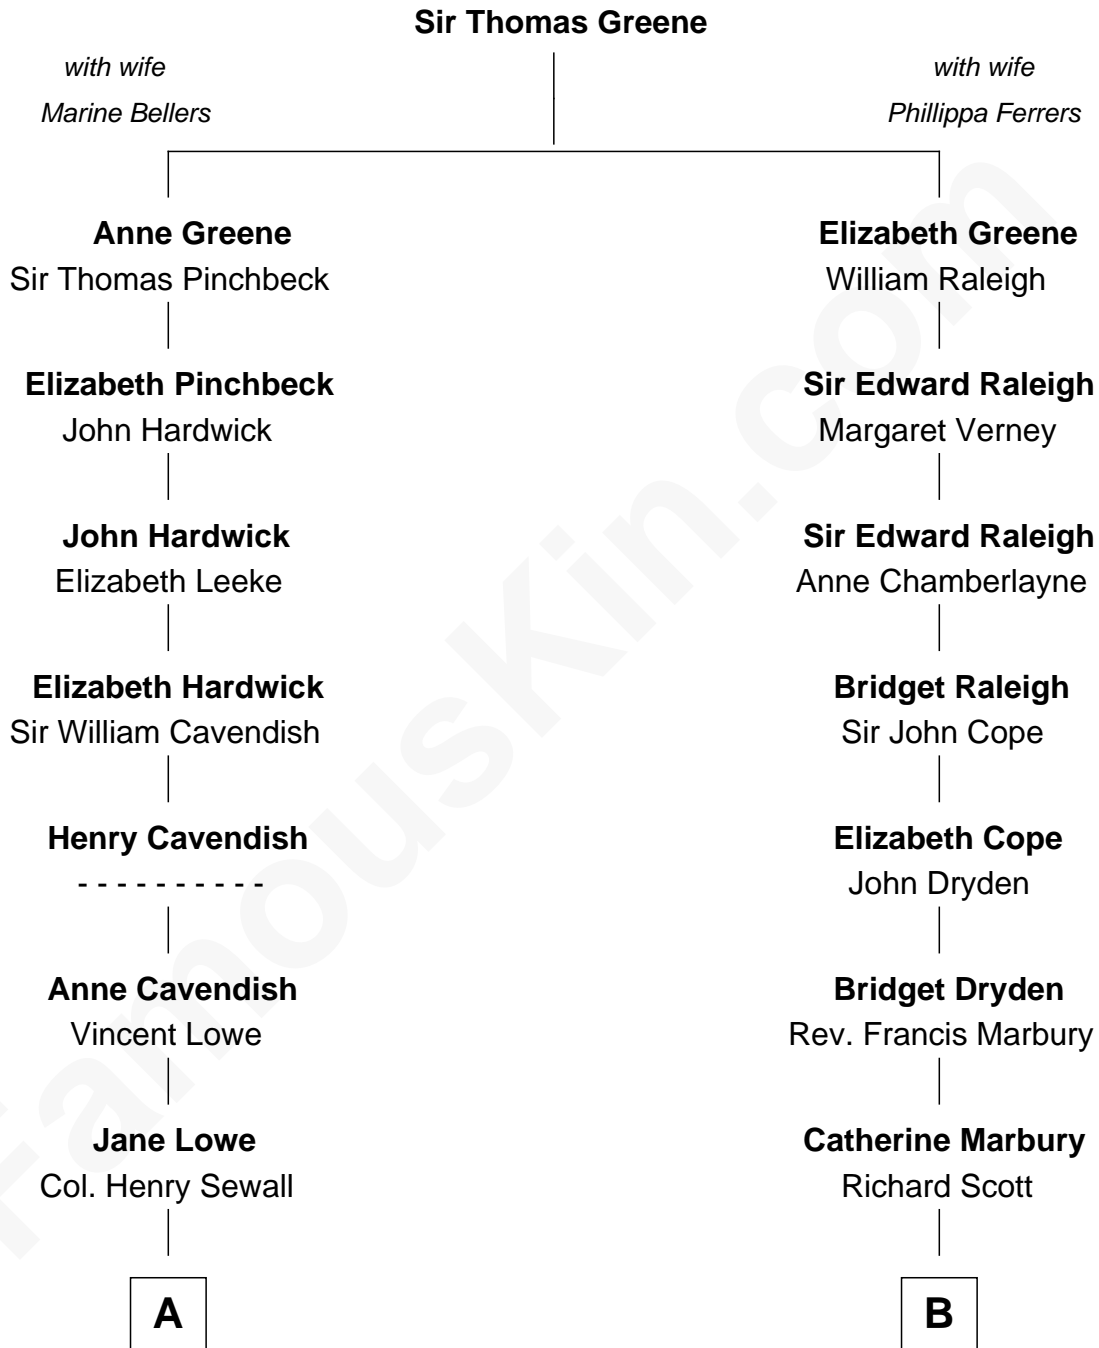 Sir Thomas Greene
with wife
Marine Bellers
with wife
Phillippa Ferrers
Anne Greene
Sir Thomas Pinchbeck
Elizabeth Greene
William Raleigh
Elizabeth Pinchbeck
John Hardwick
Sir Edward Raleigh
Margaret Verney
John Hardwick
Elizabeth Leeke
Sir Edward Raleigh
Anne Chamberlayne
Elizabeth Hardwick
Sir William Cavendish
Bridget Raleigh
Sir John Cope
Henry Cavendish
- - - - - - - - - -
Elizabeth Cope
John Dryden
Anne Cavendish
Vincent Lowe
Bridget Dryden
Rev. Francis Marbury
Jane Lowe
Col. Henry Sewall
Catherine Marbury
Richard Scott
A
B
FamousKin.com